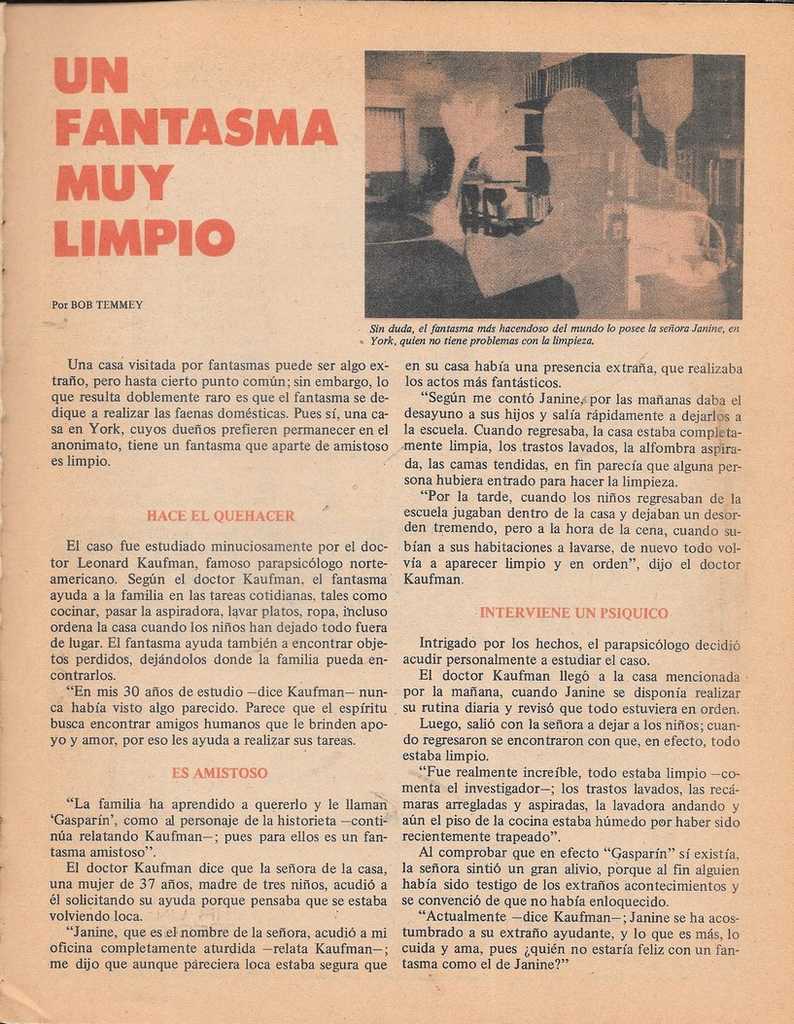 UN
FANTASMA
MUY
LIMPIO
Por BOB TEMMEY
Sin duda, el fantasma más hacendoso del mundo lo posee la señora Janine, en
York, quien no tiene problemas con la limpieza.
Una casa visitada por fantasmas puede ser algo ex-
traño, pero hasta cierto punto común; sin embargo, lo
que resulta doblemente raro es que el fantasma se de-
dique a realizar las faenas domésticas. Pues sí, una ca-
sa en York, cuyos dueños prefieren permanecer en el
anonimato, tiene un fantasma que aparte de amistoso
es limpio.
HACE EL QUEHACER
El caso fue estudiado minuciosamente por el doc-
tor Leonard Kaufman, famoso parapsicólogo norte-
americano. Según el doctor Kaufman, el fantasma
ayuda a la familia en las tareas cotidianas, tales como
cocinar, pasar la aspiradora, lavar platos, ropa, incluso
ordena la casa cuando los niños han dejado todo fuera
de lugar. El fantasma ayuda también a encontrar obje-
tos perdidos, dejándolos donde la familia pueda en-
contrarlos.
“En mis 30 años de estudio —dice Kaufman— nun-
ca había visto algo parecido. Parece que el espíritu
busca encontrar amigos humanos que le brinden apo-
yo y amor, por eso les ayuda a realizar sus tareas.
ES AMISTOSO
“La familia ha aprendido a quererlo y le llaman
‘Gasparín’, como al personaje de la historieta —conti-
núa relatando Kaufman—; pues para ellos es un fan-
tasma amistoso”.
El doctor Kaufman dice que la señora de la casa,
una mujer de 37 años, madre de tres niños, acudió a
él solicitando su ayuda porque pensaba que se estaba
volviendo loca.
“Janine, que es el nombre de la señora, acudió a mi
oficina completamente aturdida —relata Kaufman—;
me dijo que aunque pareciera loca estaba segura que
en su casa había una presencia extraña, que realizaba
los actos más fantásticos.
“Según me contó Janine, por las mañanas daba el
desayuno a sus hijos y salía rápidamente a dejarlos a
la escuela. Cuando regresaba, la casa estaba completa-
mente limpia, los trastos lavados, la alfombra aspira-
da, las camas tendidas, en fin parecía que alguna per-
sona hubiera entrado para hacer la limpieza.
“Por la tarde, cuando los niños regresaban de la
escuela jugaban dentro de la casa y dejaban un desor-
den tremendo, pero a la hora de la cena, cuando su-
bían a sus habitaciones a lavarse, de nuevo todo vol-
vía a aparecer limpio y en orden”, dijo el doctor
Kaufman.
INTERVIENE UN PSIQUICO
Intrigado por los hechos, el parapsicólogo decidió
acudir personalmente a estudiar el caso.
El doctor Kaufman llegó a la casa mencionada
por la mañana, cuando Janine se disponía realizar
su rutina diaria y revisó que todo estuviera en orden.
Luego, salió con la señora a dejar a los niños; cuan-
do regresaron se encontraron con que, en efecto, todo
estaba limpio.
“Fue realmente increíble, todo estaba limpio —co-
menta el investigador—; los trastos lavados, las recá-
maras arregladas y aspiradas, la lavadora andando y
aún el piso de la cocina estaba húmedo por haber sido
recientemente trapeado”.
Al comprobar que en efecto “Gasparín” sí existía,
la señora sintió un gran alivio, porque al fin alguien
había sido testigo de los extraños acontecimientos y
se convenció de que no había enloquecido.
“Actualmente —dice Kaufman—; Janine se ha acos-
tumbrado a su extraño ayudante, y lo que es más, lo
cuida y ama, pues ¿quién no estaría feliz con un fan-
tasma como el de Janine?”